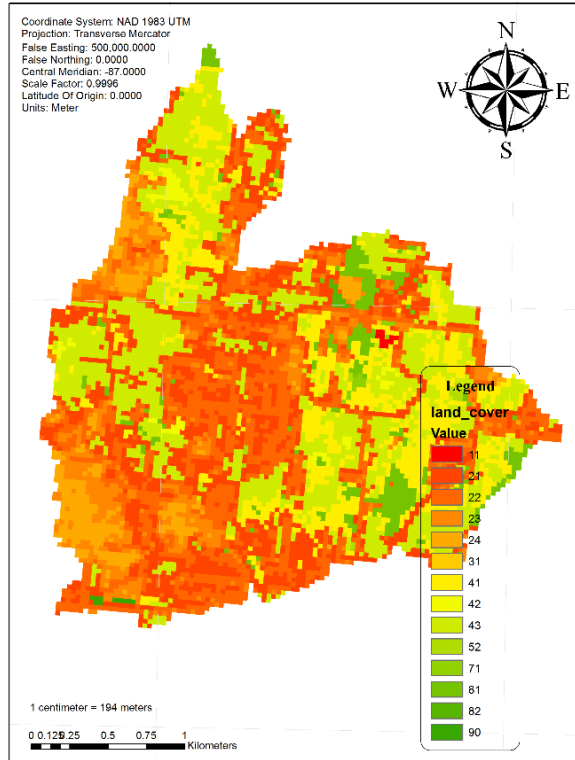 Coordinate System: NAD 1983 UTM
Projection: Transverse Mercator
False Easting: 500,000.0000
False Northing: 0.0000
Central Meridian: -87.0000
Scale Factor: 0.9996
Latitude Of Origin: 0.0000
Units: Meter
N
W E
S
Legend
land_cover
Value
11
21
22
23
24
31
41
42
43
52
71
81
82
90
1 centimeter = 194 meters
0 0.125 0.25 0.5 0.75 1
Kilometers